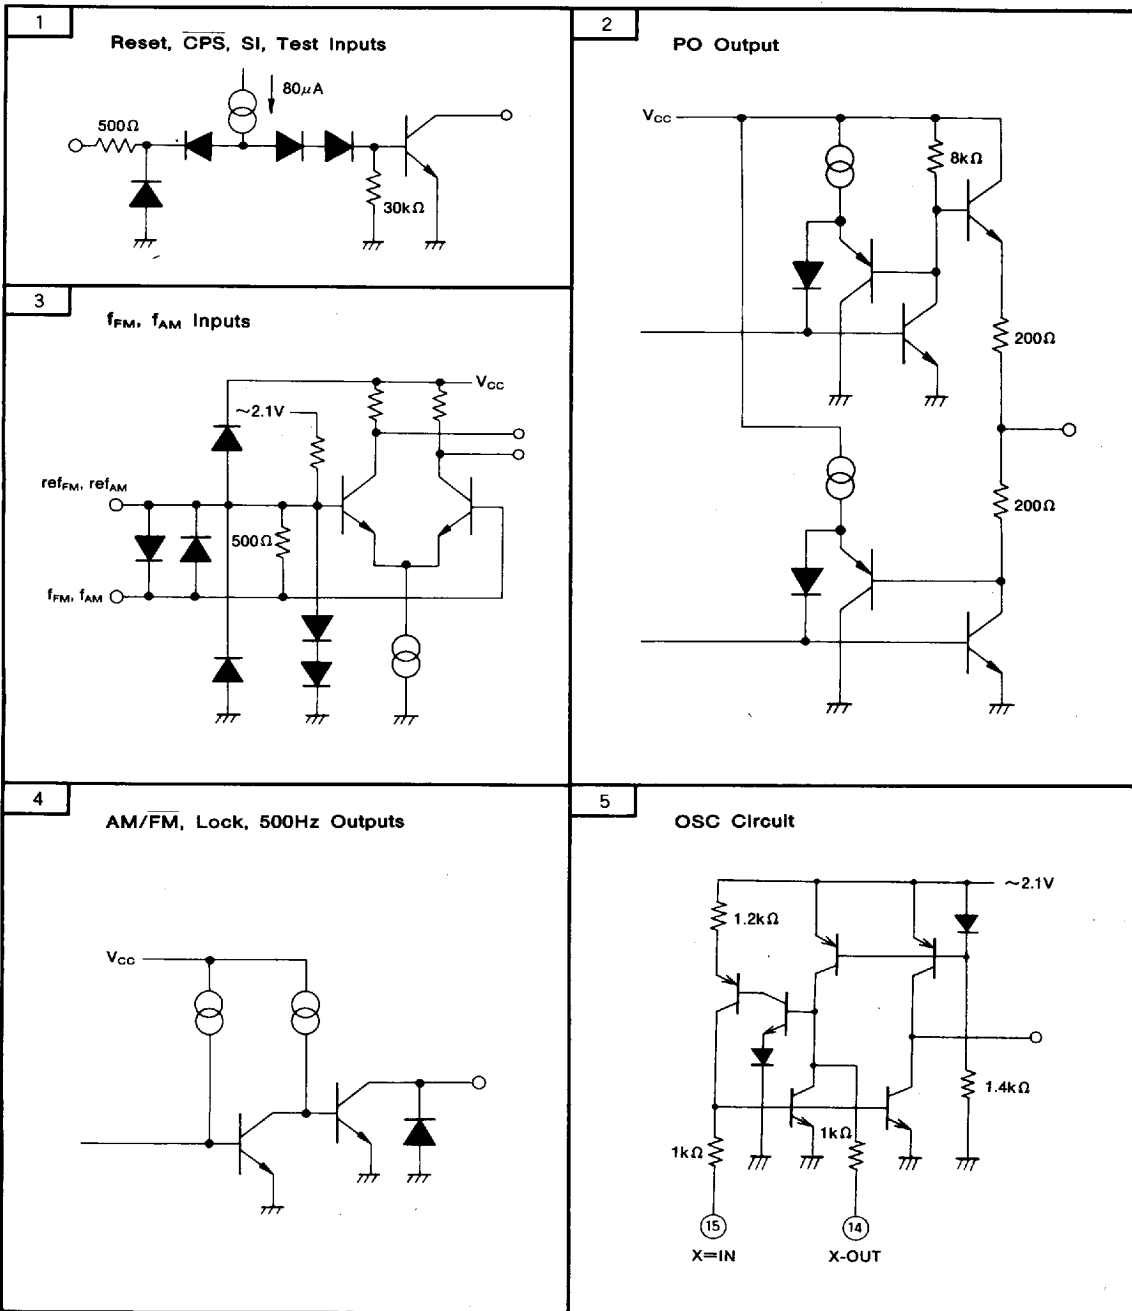 1
Reset, C̅P̅S̅, SI, Test Inputs
80μA
500Ω
30kΩ
2
PO Output
VCC
8kΩ
200Ω
200Ω
3
fFM, fAM Inputs
VCC
~2.1V
refFM, refAM
500Ω
fFM, fAM
4
AM/F̅M̅, Lock, 500Hz Outputs
VCC
5
OSC Circuit
~2.1V
1.2kΩ
1.4kΩ
1kΩ
1kΩ
15
14
X=IN
X-OUT